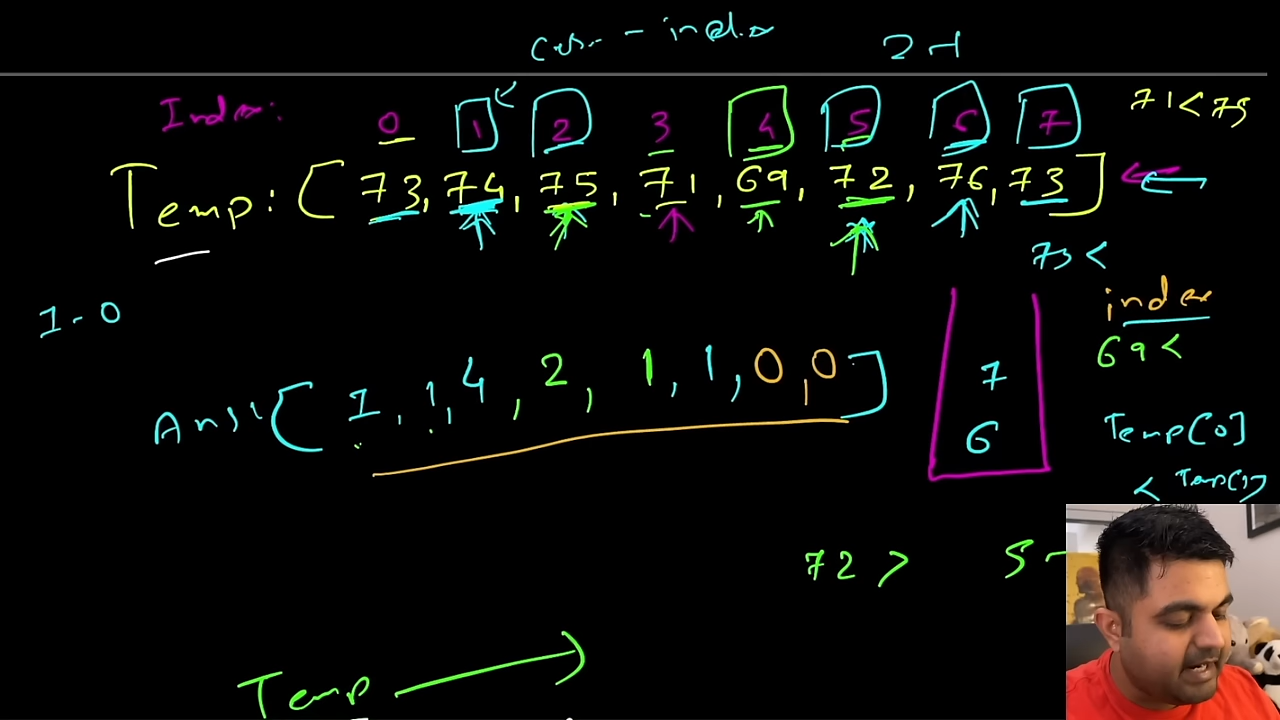 Curr - index 2-1
Index: 0 1 2 3 4 5 6 7 71 < 75
Temp: [73, 74, 75, 71, 69, 72, 76, 73]
73 <
1 - 0
index
69 <
Ans: [1, 1, 4, 2, 1, 1, 0, 0]
7
6
Temp[0]
< Temp[1]
72 > 5 -
Temp